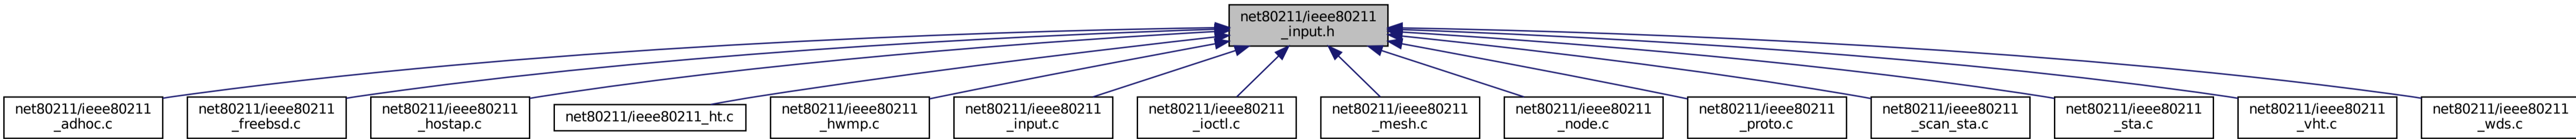 net80211/ieee80211
_input.h
net80211/ieee80211
_adhoc.c
net80211/ieee80211
_freebsd.c
net80211/ieee80211
_hostap.c
net80211/ieee80211_ht.c
net80211/ieee80211
_hwmp.c
net80211/ieee80211
_input.c
net80211/ieee80211
_ioctl.c
net80211/ieee80211
_mesh.c
net80211/ieee80211
_node.c
net80211/ieee80211
_proto.c
net80211/ieee80211
_scan_sta.c
net80211/ieee80211
_sta.c
net80211/ieee80211
_vht.c
net80211/ieee80211
_wds.c